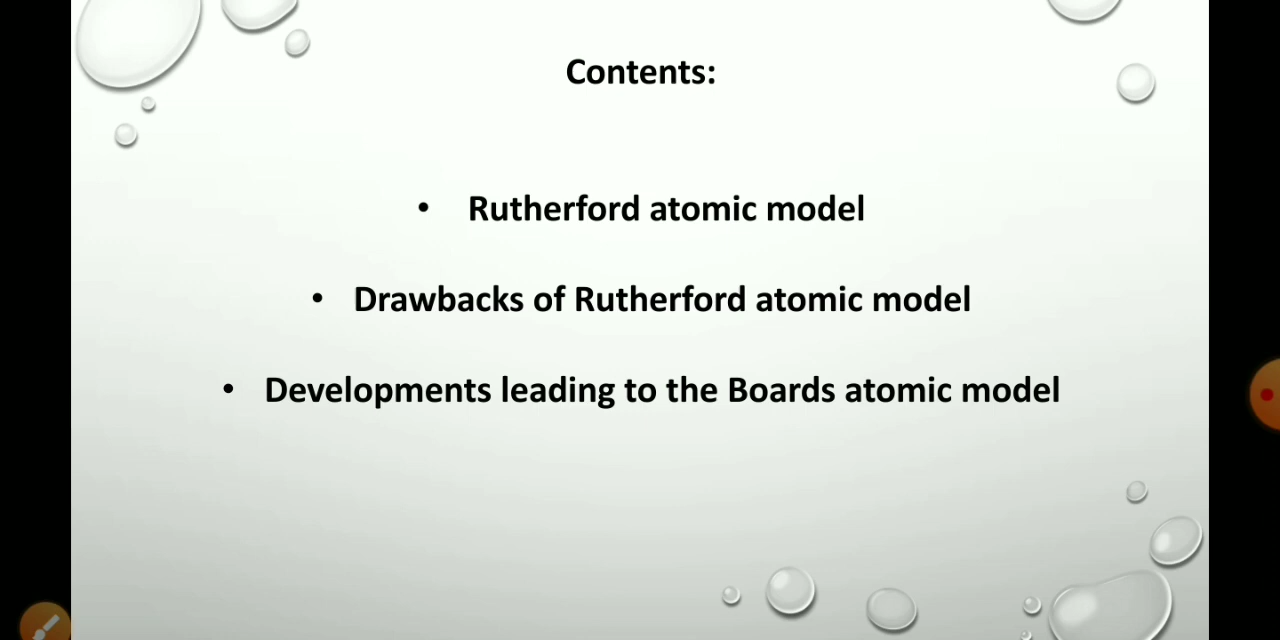 Contents:
• Rutherford atomic model
• Drawbacks of Rutherford atomic model
• Developments leading to the Boards atomic model